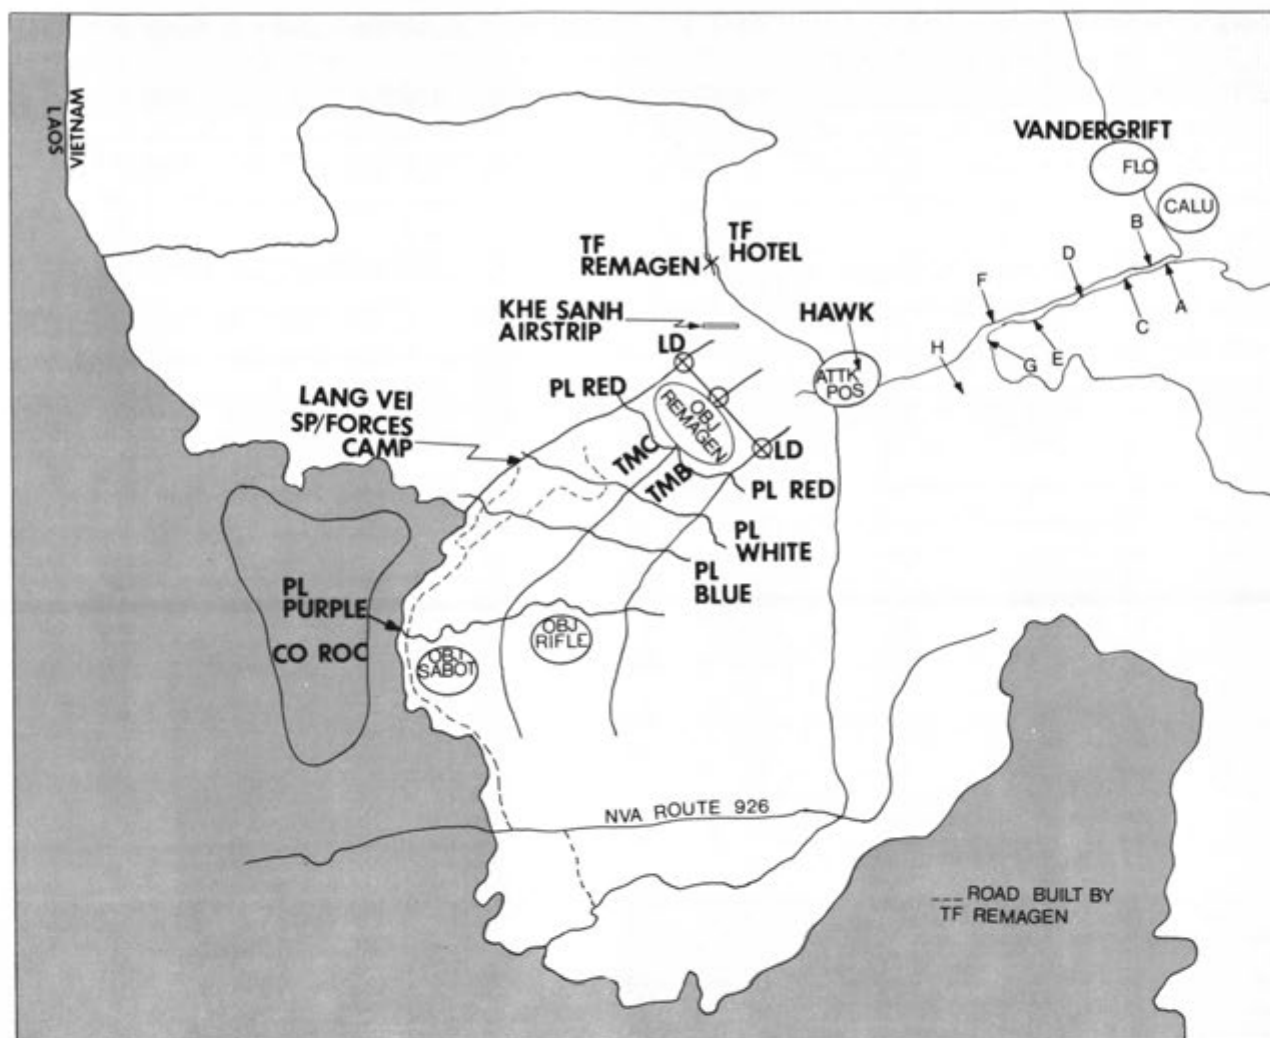 LAOS
VIETNAM
VANDERGRIFT
FLO
CALU
B
D
F
A
C
E
G
H
TF
REMAGEN
TF
HOTEL
KHE SANH
AIRSTRIP
HAWK
ATTK
POS
LD
PL RED
OBJ
REMAGEN
LANG VEI
SP/FORCES
CAMP
TMC
TMB
LD
PL RED
PL
WHITE
PL
BLUE
PL
PURPLE
CO ROC
OBJ
RIFLE
OBJ
SABOT
NVA ROUTE 926
---ROAD BUILT BY
TF REMAGEN